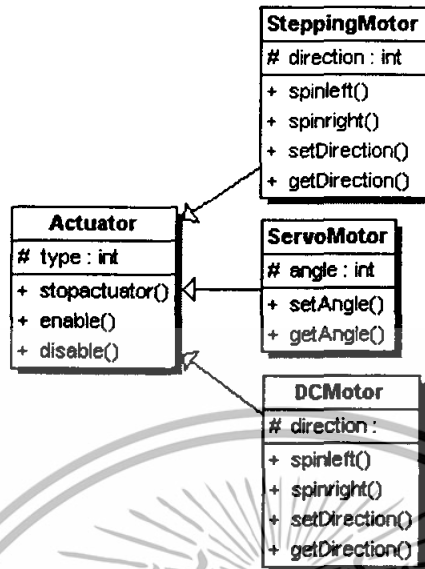 SteppingMotor
# direction : int
+ spinleft()
+ spinright()
+ setDirection()
+ getDirection()
Actuator
# type : int
+ stopactuator()
+ enable()
+ disable()
ServoMotor
# angle : int
+ setAngle()
+ getAngle()
DCMotor
# direction :
+ spinleft()
+ spinright()
+ setDirection()
+ getDirection()